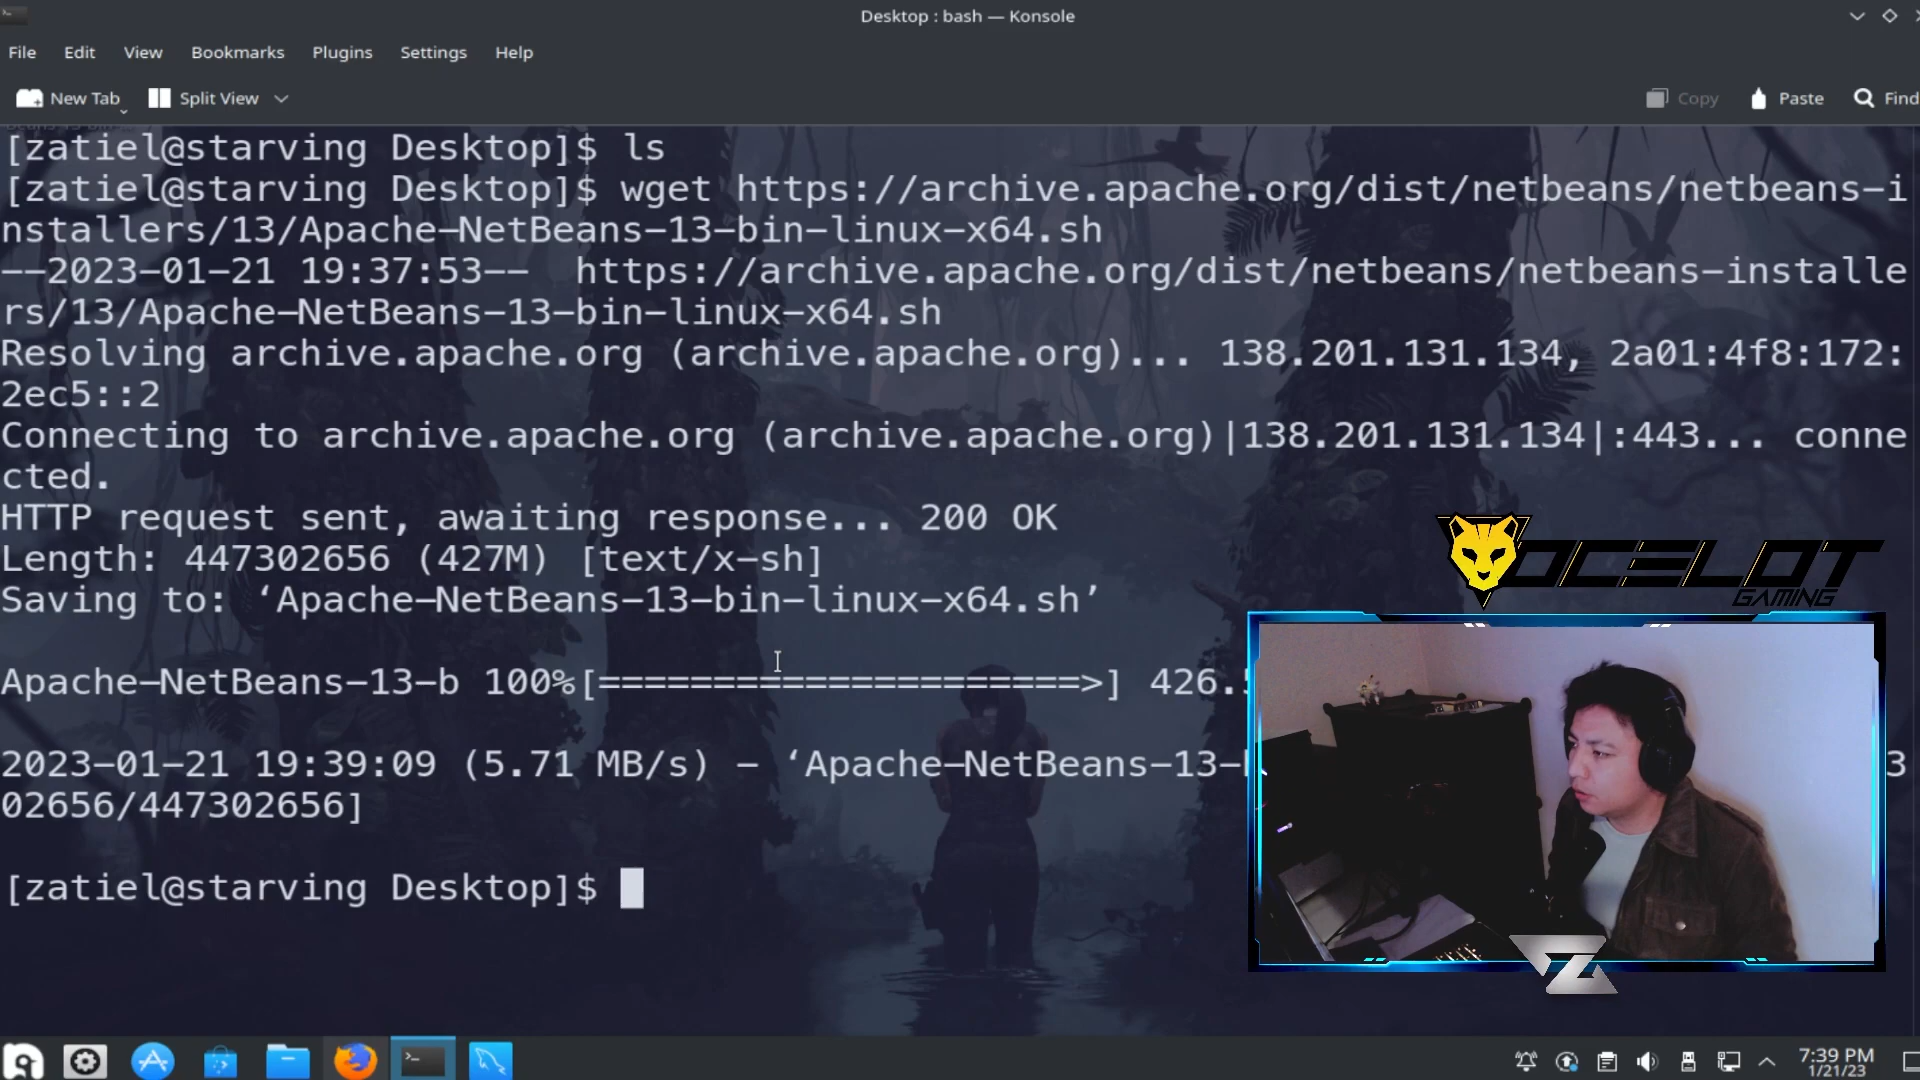 Desktop : bash — Konsole
File Edit View Bookmarks Plugins Settings Help
New Tab Split View Copy Paste Find
[zatiel@starving Desktop]$ ls
[zatiel@starving Desktop]$ wget https://archive.apache.org/dist/netbeans/netbeans-i
nstallers/13/Apache-NetBeans-13-bin-linux-x64.sh
--2023-01-21 19:37:53--  https://archive.apache.org/dist/netbeans/netbeans-installe
rs/13/Apache-NetBeans-13-bin-linux-x64.sh
Resolving archive.apache.org (archive.apache.org)... 138.201.131.134, 2a01:4f8:172:
2ec5::2
Connecting to archive.apache.org (archive.apache.org)|138.201.131.134|:443... conne
cted.
HTTP request sent, awaiting response... 200 OK
Length: 447302656 (427M) [text/x-sh]
Saving to: ‘Apache-NetBeans-13-bin-linux-x64.sh’
OCELOT
GAMING
Apache-NetBeans-13-b 100%[=====================>] 426.
2023-01-21 19:39:09 (5.71 MB/s) - ‘Apache-NetBeans-13- 3
02656/447302656]
[zatiel@starving Desktop]$
7:39 PM
1/21/23